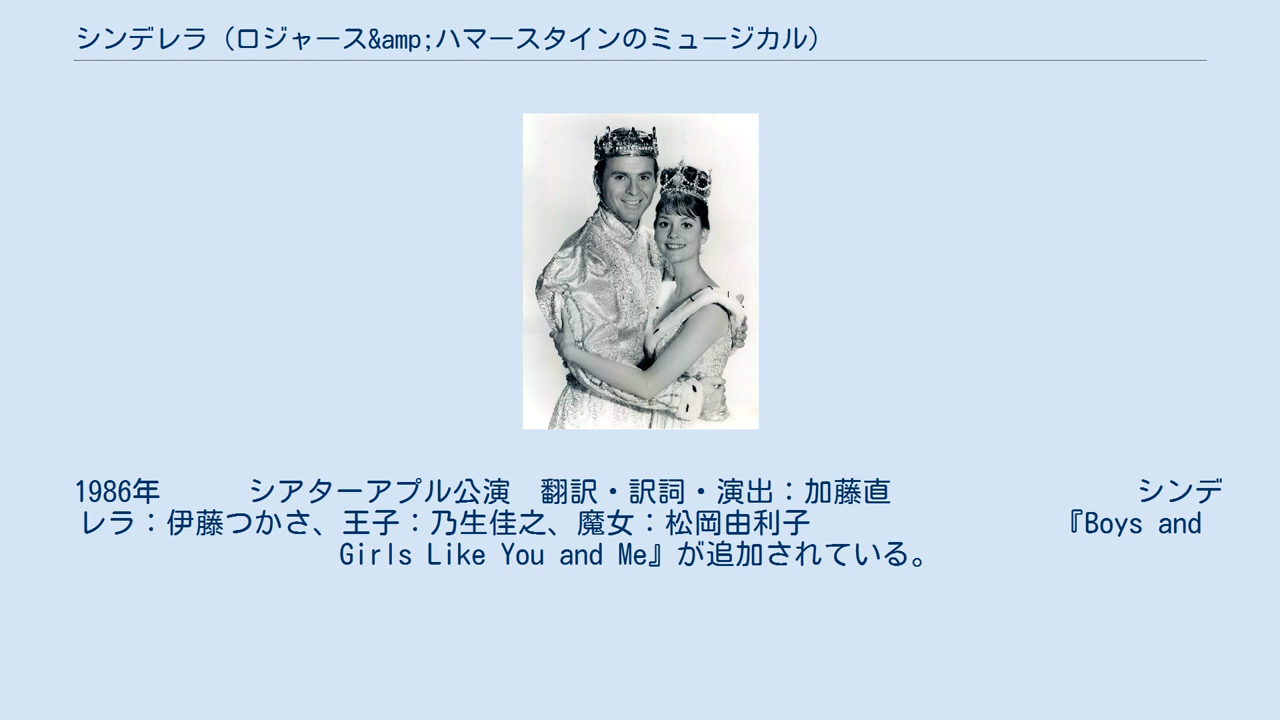 シンデレラ（ロジャース&amp;ハマースタインのミュージカル）
1986年　　　シアターアプル公演　翻訳・訳詞・演出：加藤直　　　　　　　　シンデ
レラ：伊藤つかさ、王子：乃生佳之、魔女：松岡由利子　　　　　　　　　『Boys and
Girls Like You and Me』が追加されている。